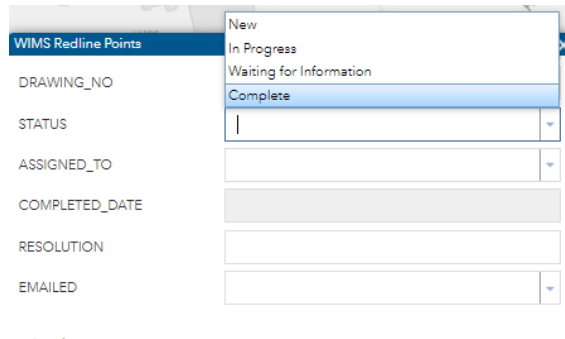 New
WIMS Redline Points
In Progress
Waiting for Information
DRAWING_NO
Complete
STATUS
ASSIGNED_TO
COMPLETED_DATE
RESOLUTION
EMAILED